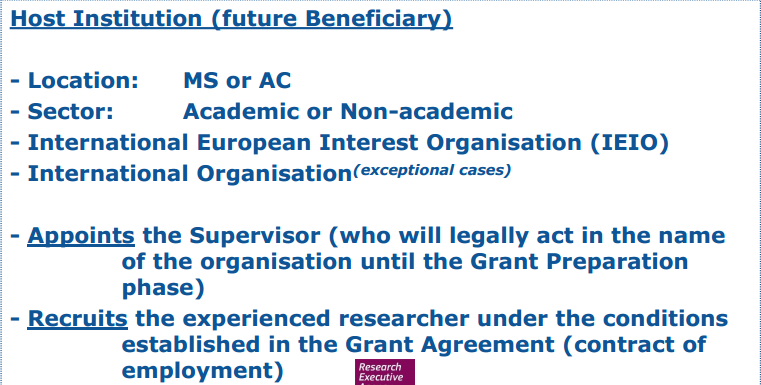 Host Institution (future Beneficiary)
- Location: MS or AC
- Sector: Academic or Non-academic
- International European Interest Organisation (IEIO)
- International Organisation(exceptional cases)
- Appoints the Supervisor (who will legally act in the name
of the organisation until the Grant Preparation
phase)
- Recruits the experienced researcher under the conditions
established in the Grant Agreement (contract of
employment)
Research
Executive